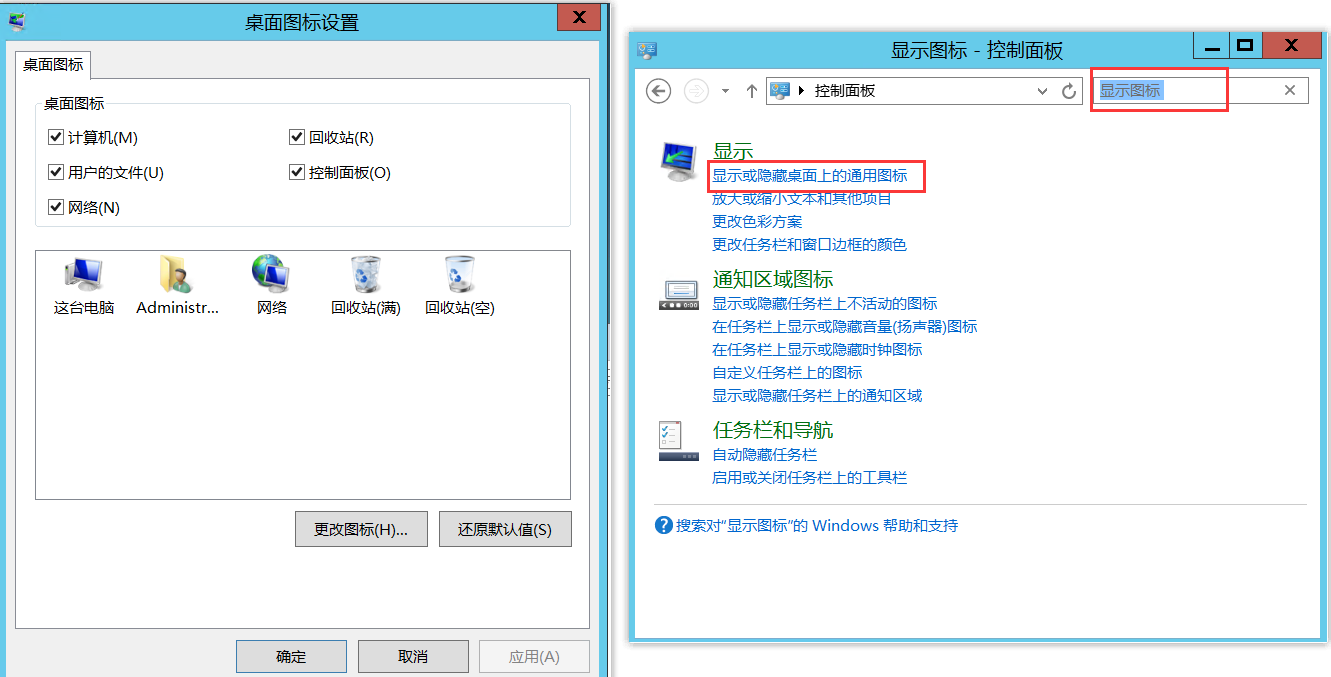 桌面图标设置
桌面图标
桌面图标
计算机(M)
回收站(R)
用户的文件(U)
控制面板(O)
网络(N)
这台电脑
Administr...
网络
回收站(满)
回收站(空)
更改图标(H)...
还原默认值(S)
确定
取消
应用(A)
显示图标 - 控制面板
控制面板
显示图标
显示
显示或隐藏桌面上的通用图标
放大或缩小文本和其他项目
更改色彩方案
更改任务栏和窗口边框的颜色
通知区域图标
显示或隐藏任务栏上不活动的图标
在任务栏上显示或隐藏音量(扬声器)图标
在任务栏上显示或隐藏时钟图标
自定义任务栏上的图标
显示或隐藏任务栏上的通知区域
任务栏和导航
自动隐藏任务栏
启用或关闭任务栏上的工具栏
搜索对“显示图标”的 Windows 帮助和支持